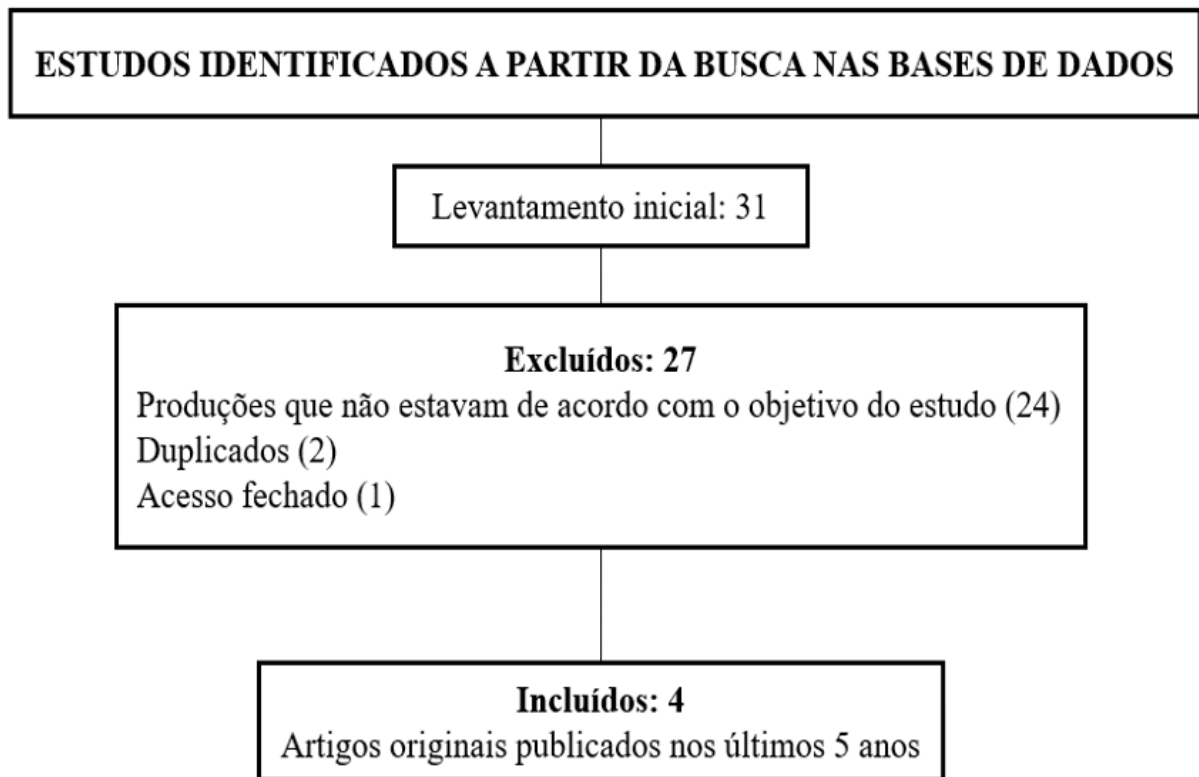 ESTUDOS IDENTIFICADOS A PARTIR DA BUSCA NAS BASES DE DADOS
Levantamento inicial: 31
Excluídos: 27
Produções que não estavam de acordo com o objetivo do estudo (24)
Duplicados (2)
Acesso fechado (1)
Incluídos: 4
Artigos originais publicados nos últimos 5 anos